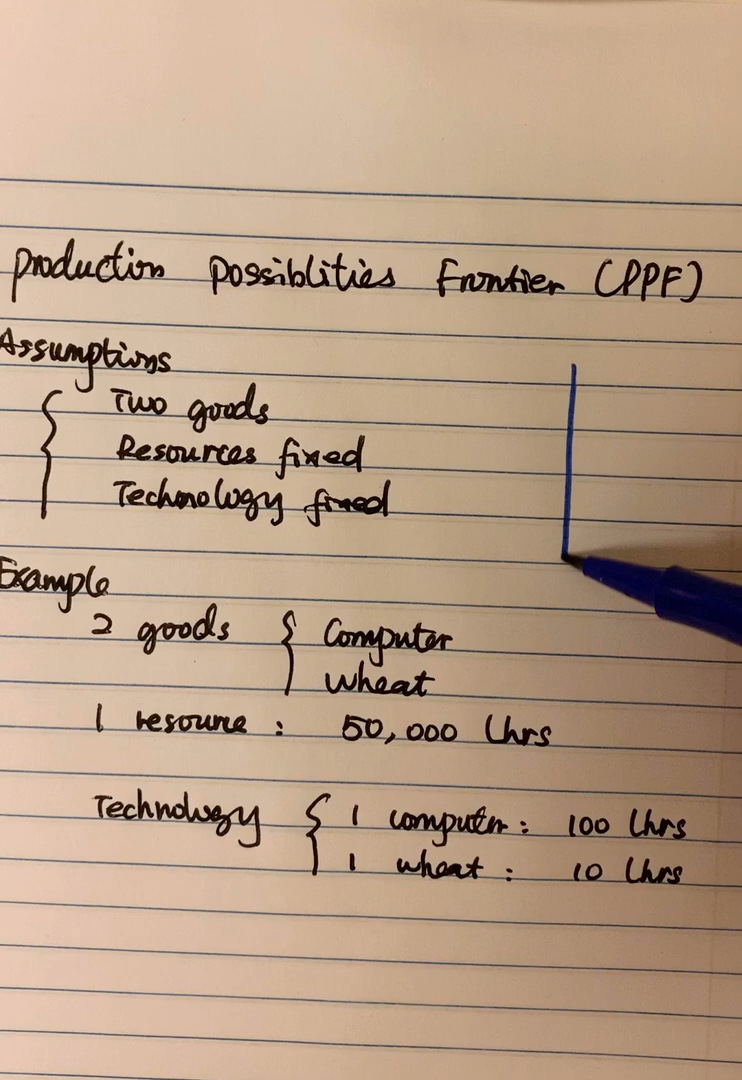 Production Possiblities Frontier (PPF)
Assumptions
Two goods
Resources fixed
Technology fixed
Example
2 goods { Computer
wheat
1 resource : 50,000 Lhrs
Technology { 1 computer : 100 Lhrs
1 wheat : 10 Lhrs